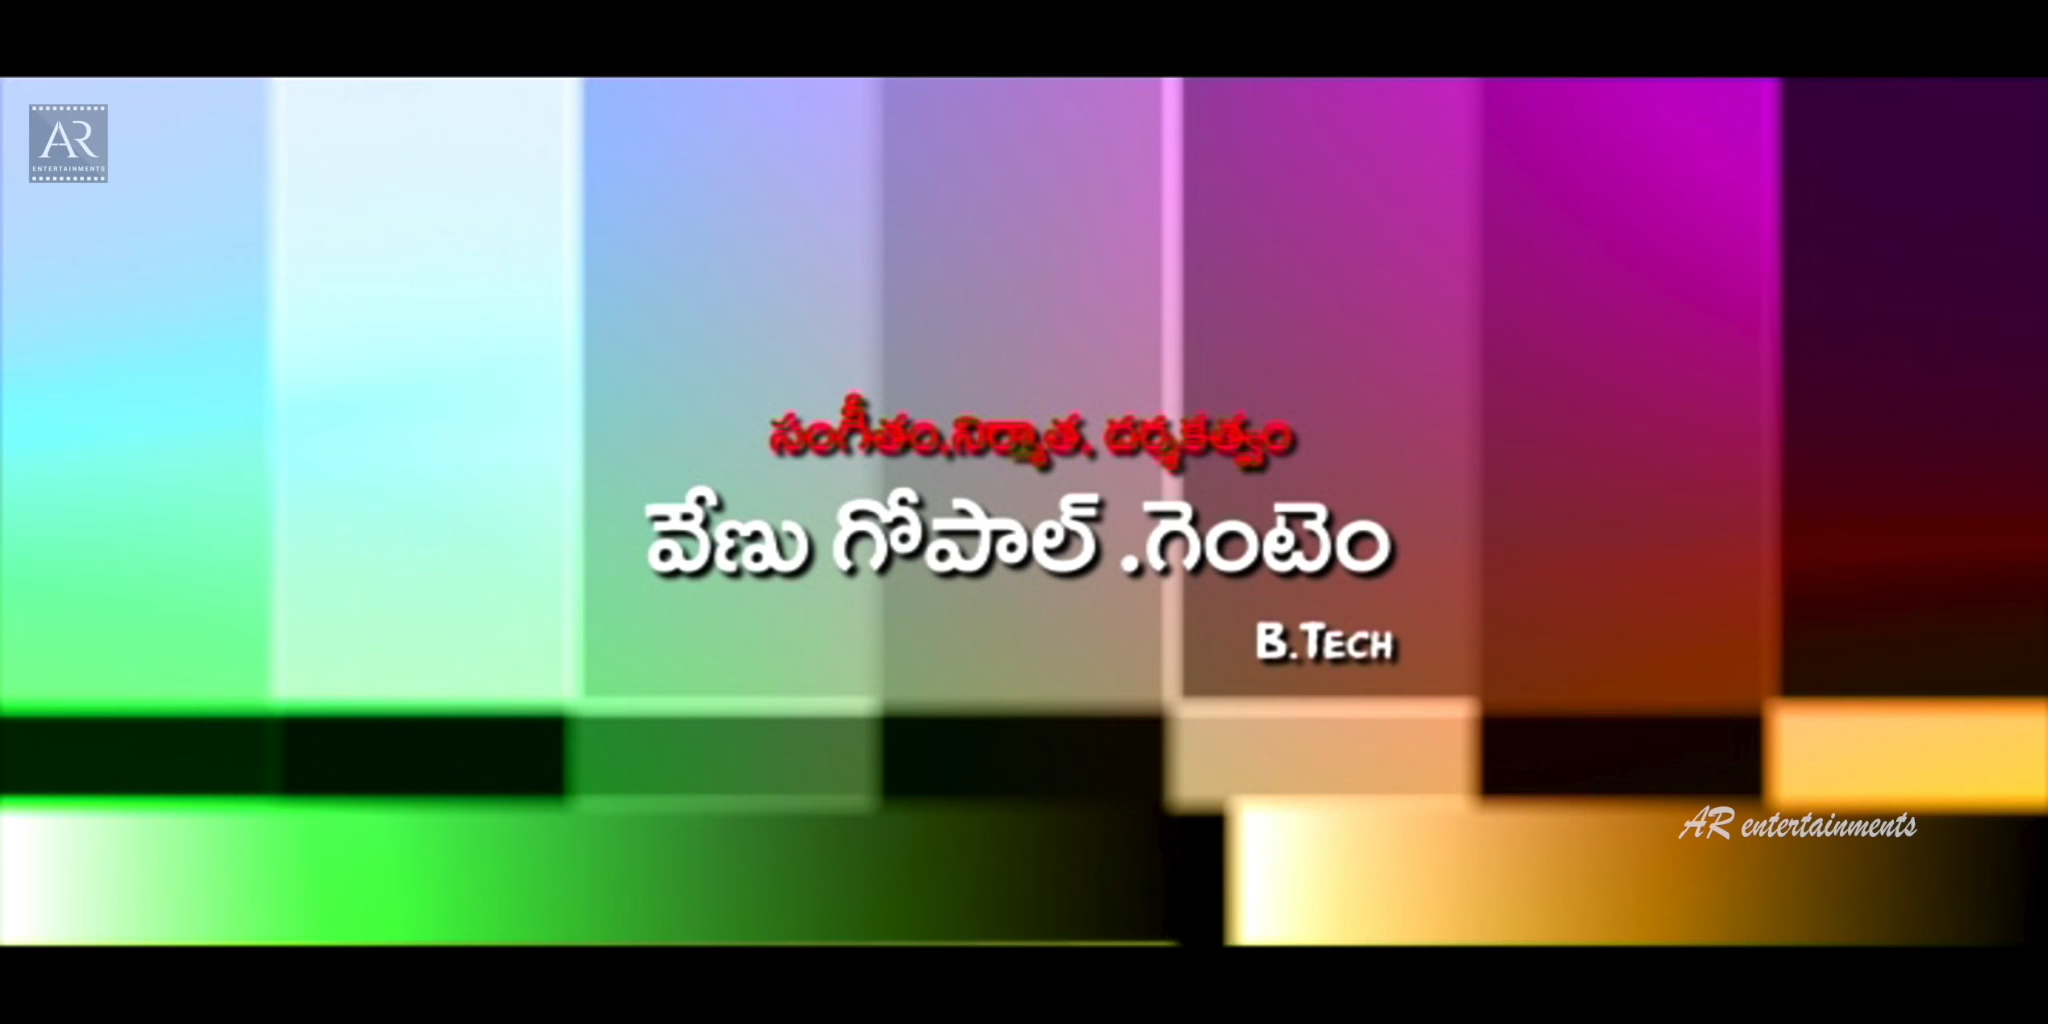 AR
ENTERTAINMENTS
సంగీతం,నిర్మాత, దర్శకత్వం
వేణు గోపాల్ .గెంటెం
B.TECH
AR entertainments